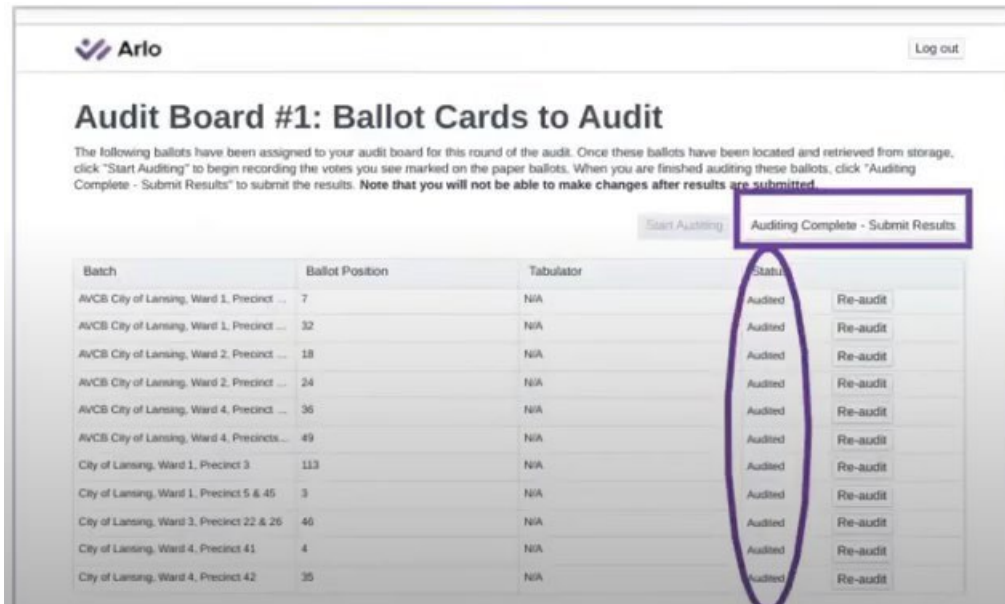 Arlo
Log out
Audit Board #1: Ballot Cards to Audit
The following ballots have been assigned to your audit board for this round of the audit. Once these ballots have been located and retrieved from storage,
click "Start Auditing" to begin recording the votes you see marked on the paper ballots. When you are finished auditing these ballots, click "Auditing
Complete - Submit Results" to submit the results. Note that you will not be able to make changes after results are submitted.
Start Auditing Auditing Complete - Submit Results
Batch Ballot Position Tabulator Status
AVCB City of Lansing, Ward 1, Precinct ... 7 N/A Audited Re-audit
AVCB City of Lansing, Ward 1, Precinct ... 32 N/A Audited Re-audit
AVCB City of Lansing, Ward 2, Precinct ... 18 N/A Audited Re-audit
AVCB City of Lansing, Ward 2, Precinct ... 24 N/A Audited Re-audit
AVCB City of Lansing, Ward 4, Precinct ... 36 N/A Audited Re-audit
AVCB City of Lansing, Ward 4, Precincts... 49 N/A Audited Re-audit
City of Lansing, Ward 1, Precinct 3 113 N/A Audited Re-audit
City of Lansing, Ward 1, Precinct 5 & 45 3 N/A Audited Re-audit
City of Lansing, Ward 3, Precinct 22 & 26 46 N/A Audited Re-audit
City of Lansing, Ward 4, Precinct 41 4 N/A Audited Re-audit
City of Lansing, Ward 4, Precinct 42 35 N/A Audited Re-audit